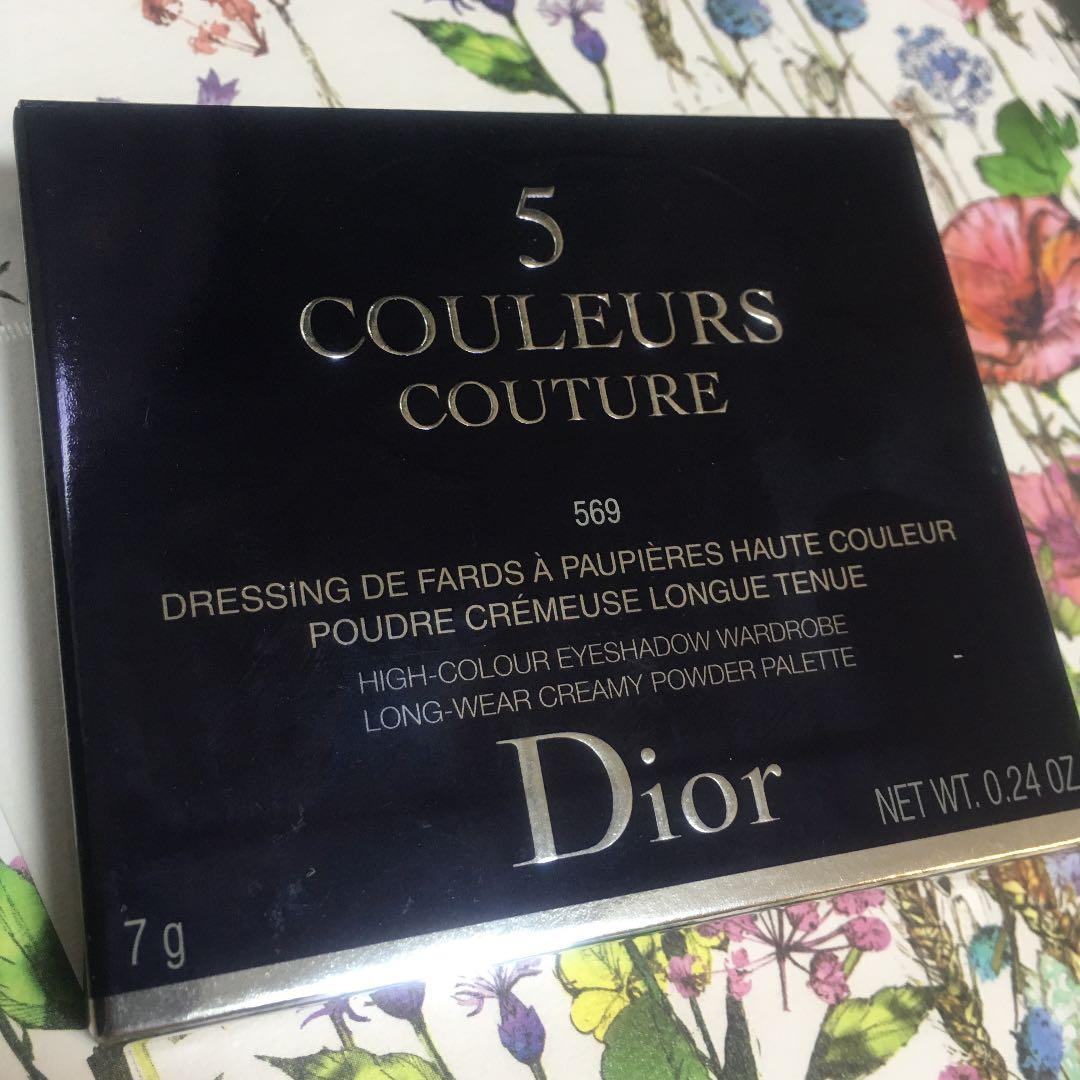 5
COULEURS
COUTURE
569
DRESSING DE FARDS À PAUPIÈRES HAUTE COULEUR
POUDRE CRÉMEUSE LONGUE TENUE
HIGH-COLOUR EYESHADOW WARDROBE
LONG-WEAR CREAMY POWDER PALETTE
Dior
NET WT. 0.24 OZ
7 g